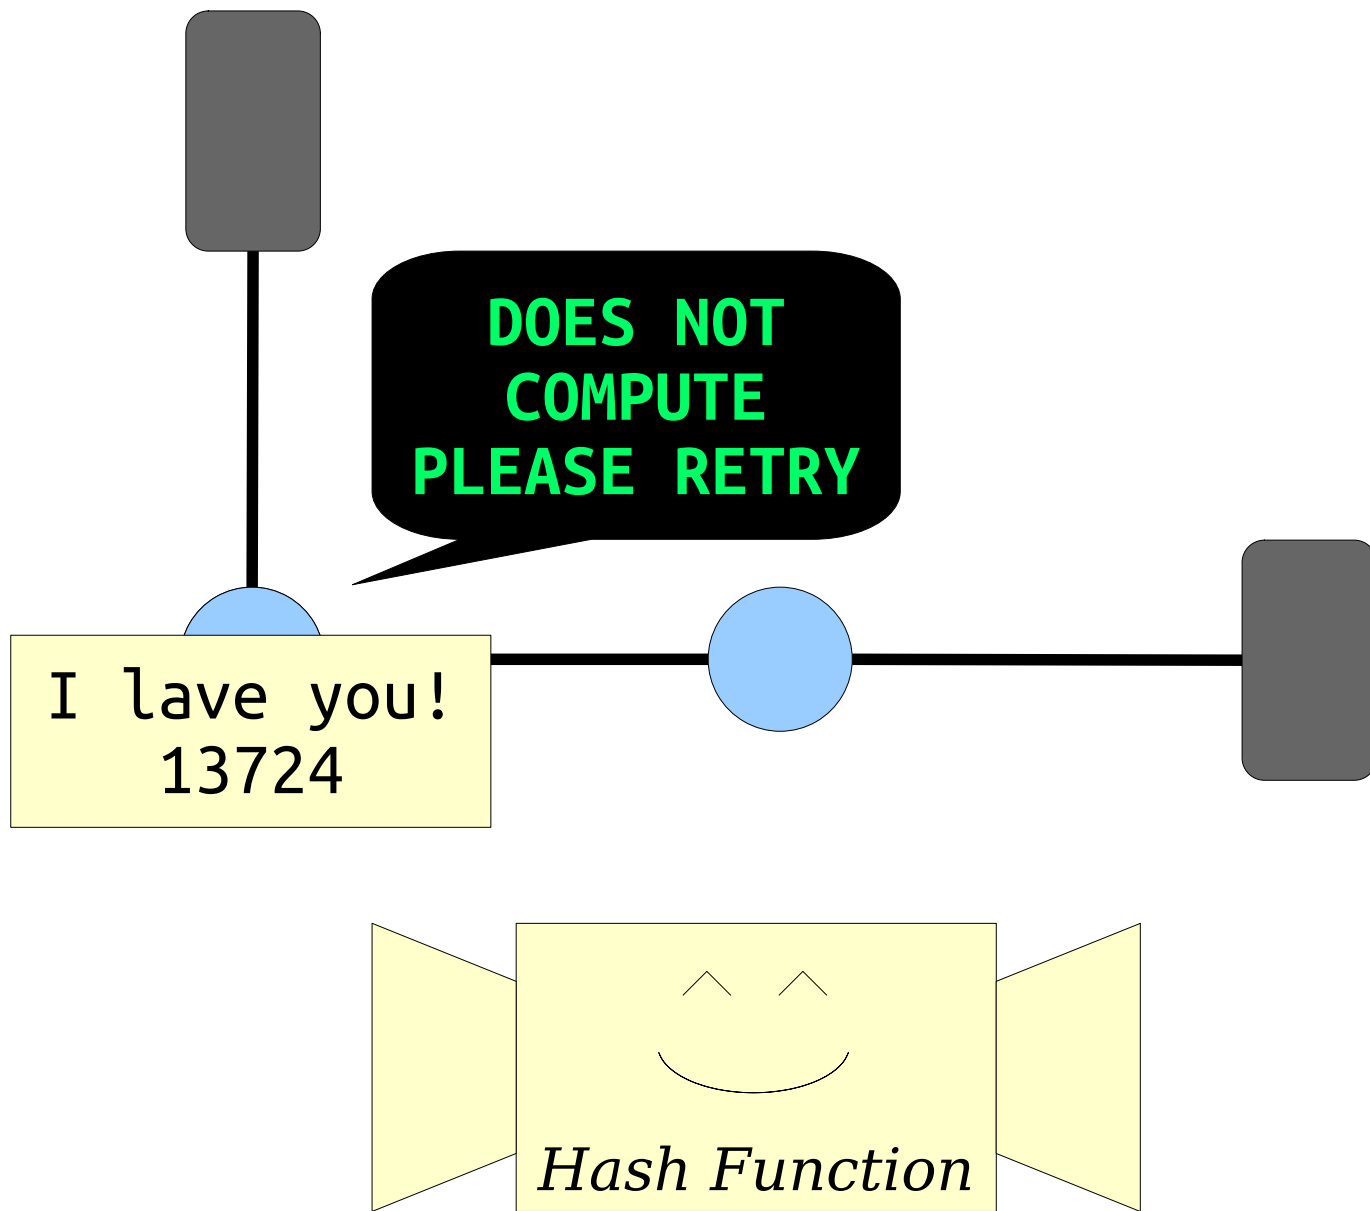 DOES NOT
COMPUTE
PLEASE RETRY
I lave you!
13724
Hash Function